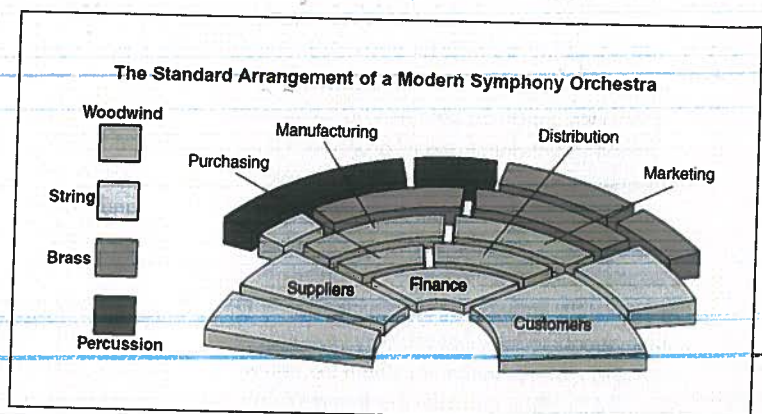 The Standard Arrangement of a Modern Symphony Orchestra
Woodwind
String
Brass
Percussion
Manufacturing
Distribution
Purchasing
Marketing
Suppliers
Finance
Customers